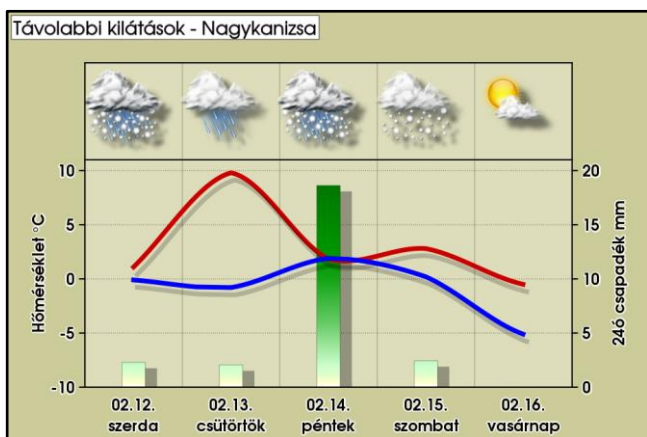 Távolabbi kilátások - Nagykanizsa
Hőmérséklet °C
10
5
0
-5
-10
20
15
10
5
0
24ó csapadék mm
02.12. 02.13. 02.14. 02.15. 02.16.
szerda csütörtök péntek szombat vasárnap